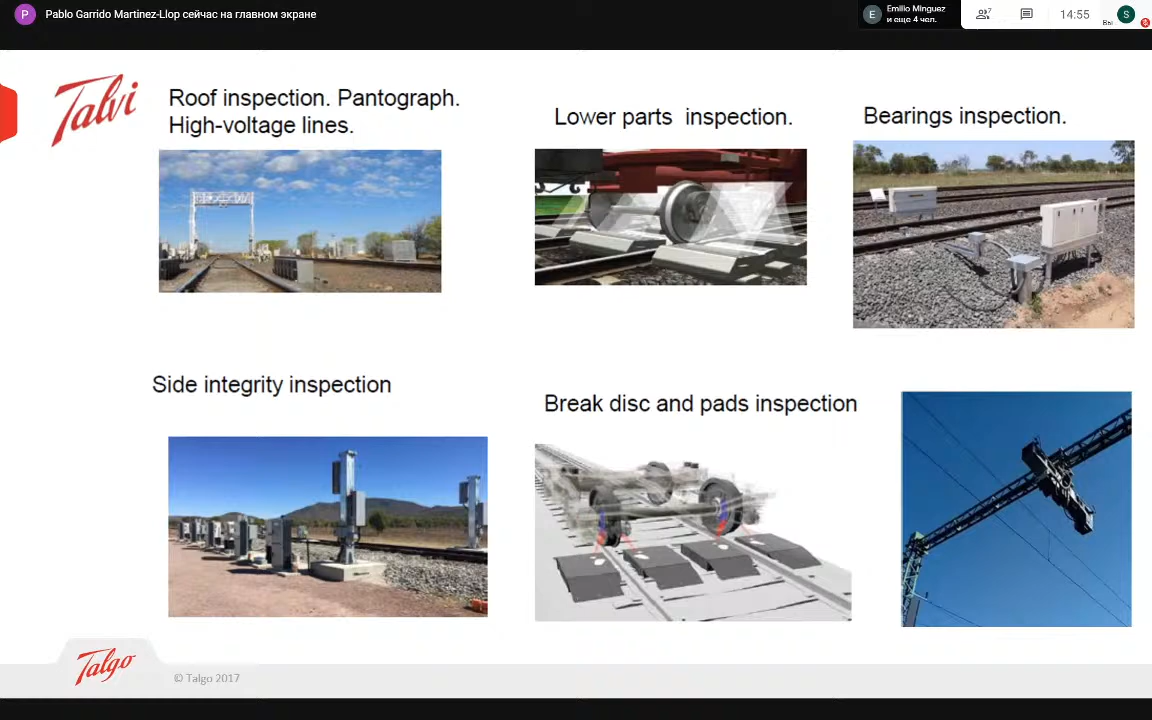 P
Pablo Garrido Martinez-Llop сейчас на главном экране
E
Emilio Minguez
и еще 4 чел.
7
14:55
Вы
S
Talvi
Roof inspection. Pantograph.
High-voltage lines.
Lower parts inspection.
Bearings inspection.
Side integrity inspection
Break disc and pads inspection
Talgo
© Talgo 2017